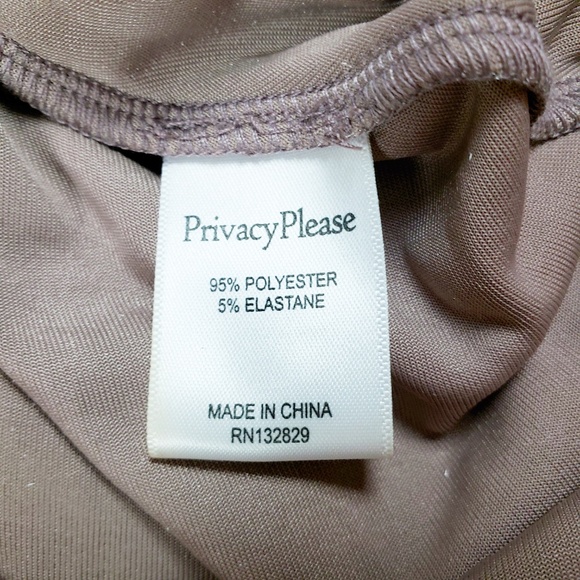 PrivacyPlease
95% POLYESTER
5% ELASTANE
MADE IN CHINA
RN132829